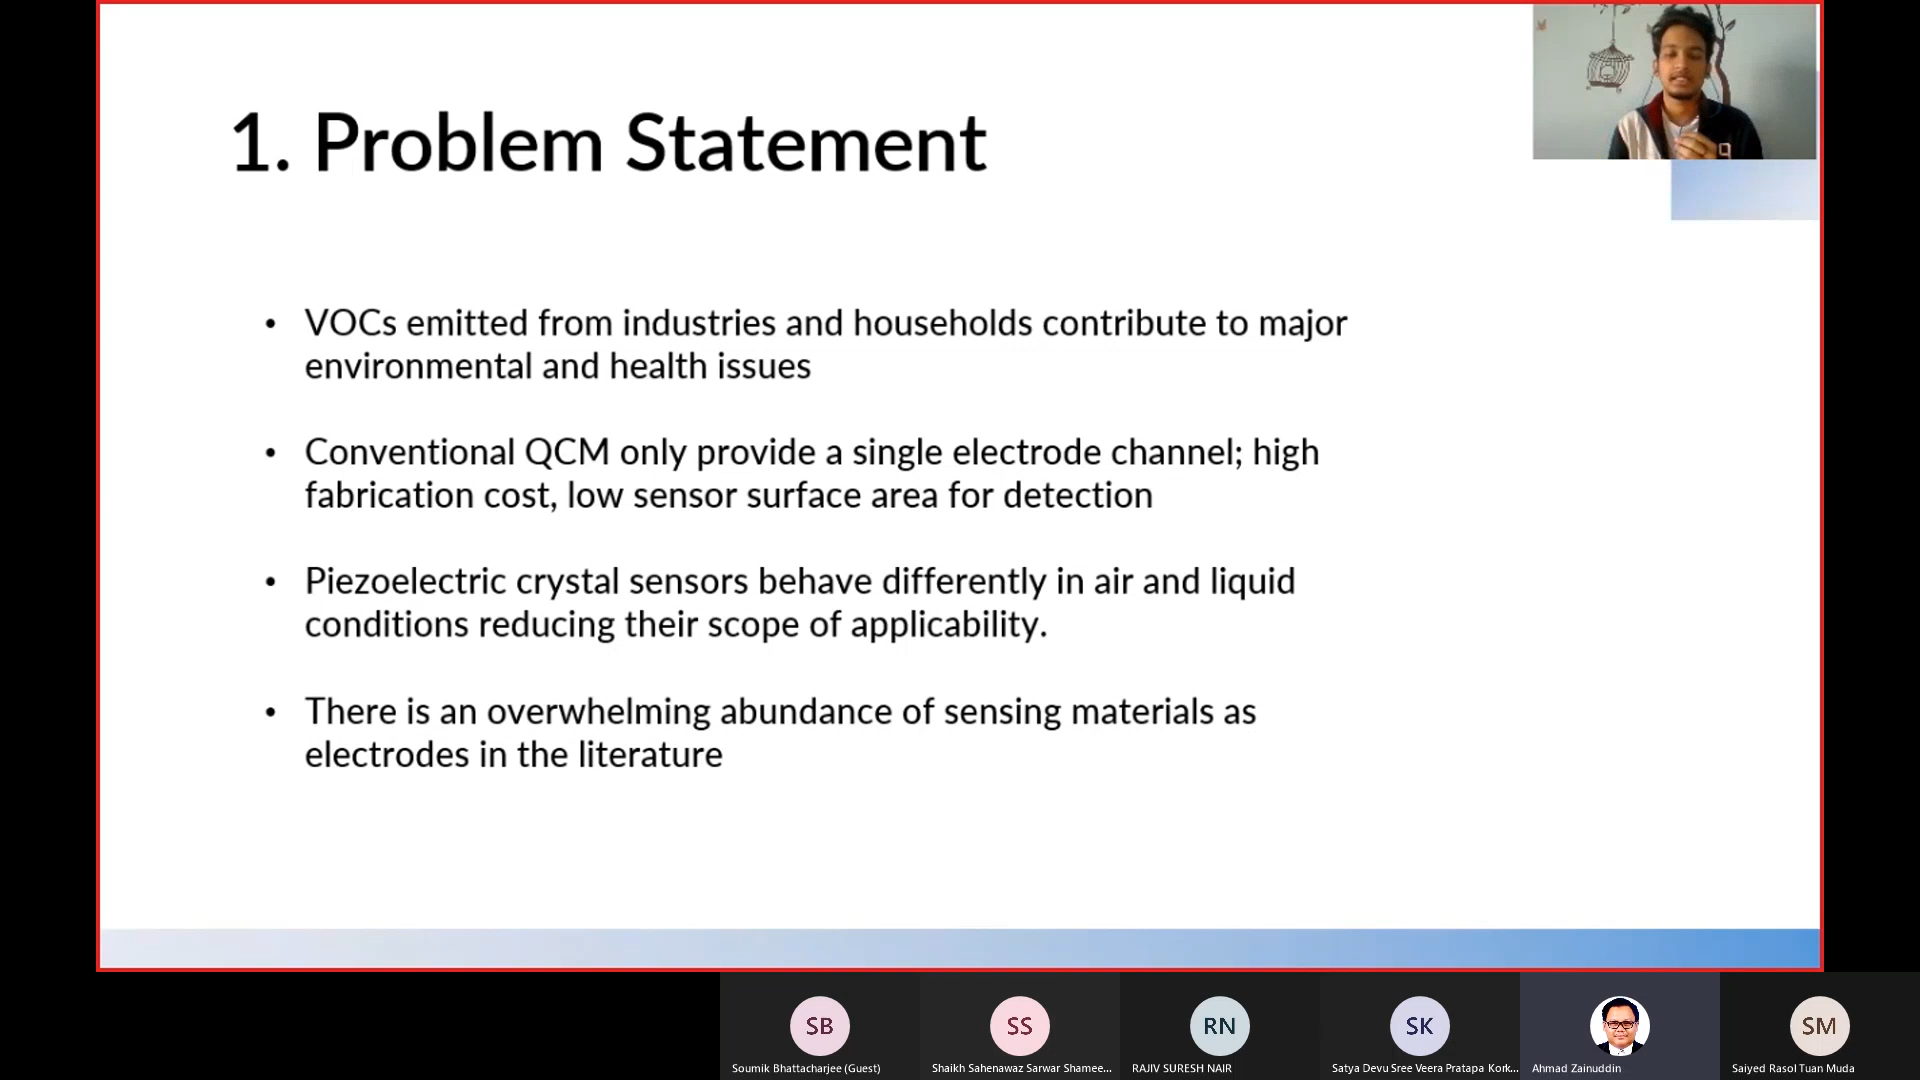 1. Problem Statement
• VOCs emitted from industries and households contribute to major
environmental and health issues
• Conventional QCM only provide a single electrode channel; high
fabrication cost, low sensor surface area for detection
• Piezoelectric crystal sensors behave differently in air and liquid
conditions reducing their scope of applicability.
• There is an overwhelming abundance of sensing materials as
electrodes in the literature
SB
SS
RN
SK
SM
Soumik Bhattacharjee (Guest)
Shaikh Sahenawaz Sarwar Shamee...
RAJIV SURESH NAIR
Satya Devu Sree Veera Pratapa Kork...
Ahmad Zainuddin
Saiyed Rasol Tuan Muda